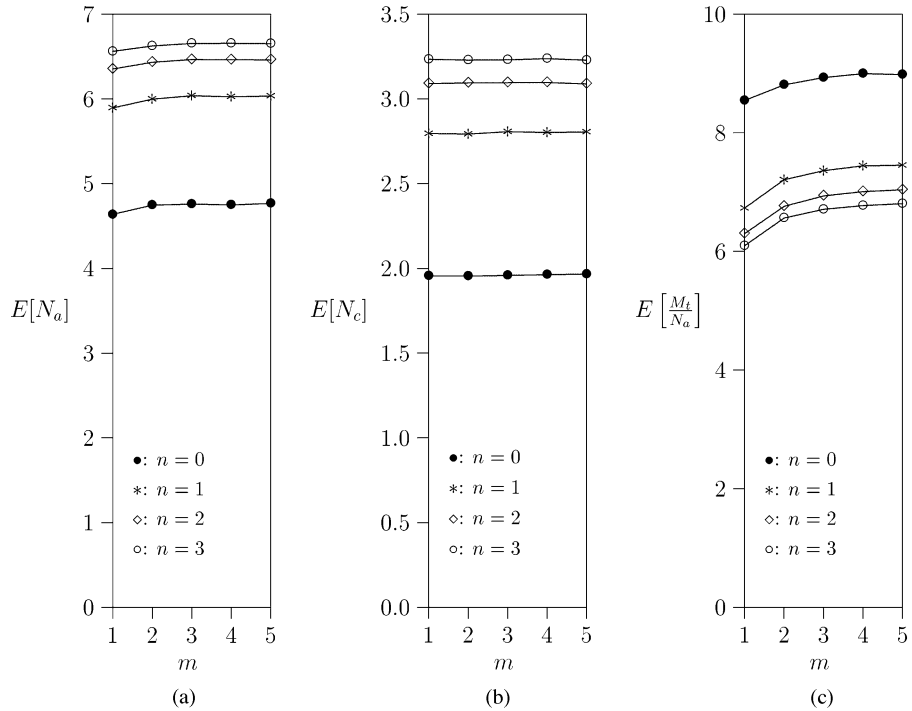 7
6
5
4
3
2
1
0
E[N_a]
●: n = 0
∗: n = 1
◇: n = 2
○: n = 3
1 2 3 4 5
m
(a)
3.5
3.0
2.5
2.0
1.5
1.0
0.5
0.0
E[N_c]
●: n = 0
∗: n = 1
◇: n = 2
○: n = 3
1 2 3 4 5
m
(b)
10
8
6
4
2
0
E [M_t/N_a]
●: n = 0
∗: n = 1
◇: n = 2
○: n = 3
1 2 3 4 5
m
(c)